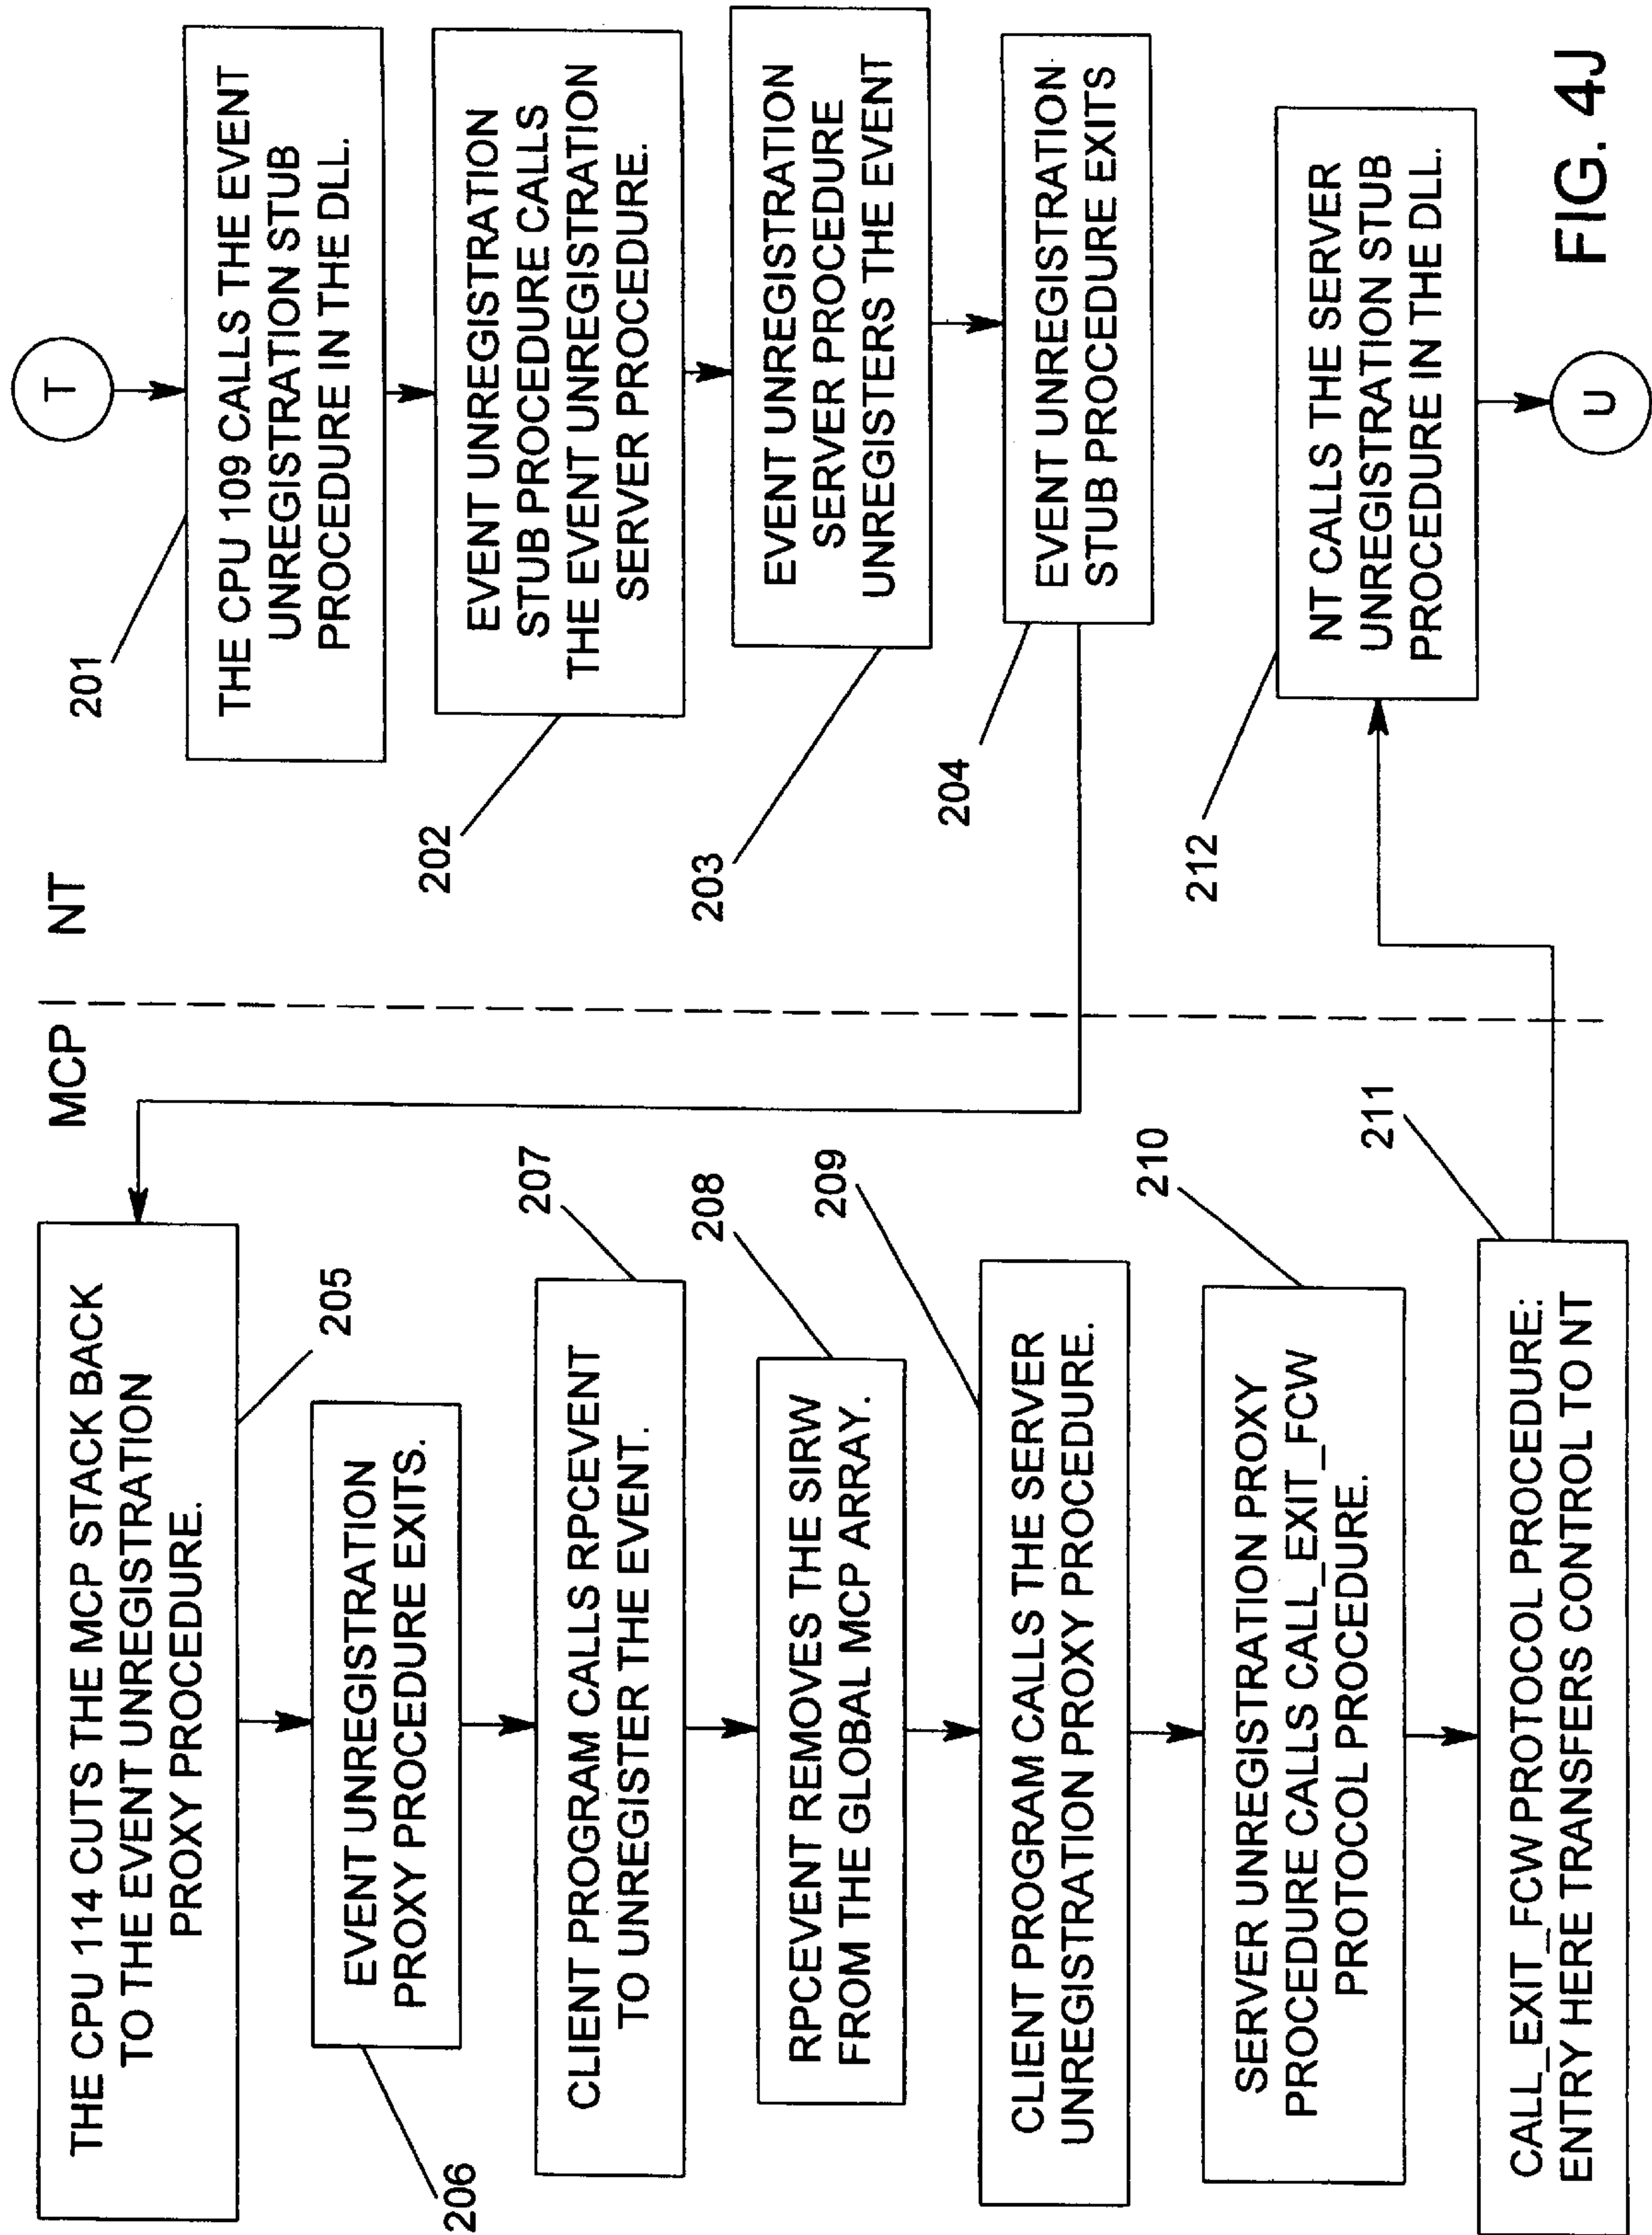 MCP
NT
T
201
THE CPU 109 CALLS THE EVENT
UNREGISTRATION STUB
PROCEDURE IN THE DLL.
202
EVENT UNREGISTRATION
STUB PROCEDURE CALLS
THE EVENT UNREGISTRATION
SERVER PROCEDURE.
203
EVENT UNREGISTRATION
SERVER PROCEDURE
UNREGISTERS THE EVENT
204
EVENT UNREGISTRATION
STUB PROCEDURE EXITS
THE CPU 114 CUTS THE MCP STACK BACK
TO THE EVENT UNREGISTRATION
PROXY PROCEDURE.
205
EVENT UNREGISTRATION
PROXY PROCEDURE EXITS.
206
CLIENT PROGRAM CALLS RPCEVENT
TO UNREGISTER THE EVENT.
207
RPCEVENT REMOVES THE SIRW
FROM THE GLOBAL MCP ARRAY.
208
CLIENT PROGRAM CALLS THE SERVER
UNREGISTRATION PROXY PROCEDURE.
209
SERVER UNREGISTRATION PROXY
PROCEDURE CALLS CALL_EXIT_FCW
PROTOCOL PROCEDURE.
210
CALL_EXIT_FCW PROTOCOL PROCEDURE:
ENTRY HERE TRANSFERS CONTROL TO NT
211
212
NT CALLS THE SERVER
UNREGISTRATION STUB
PROCEDURE IN THE DLL.
U
FIG. 4J